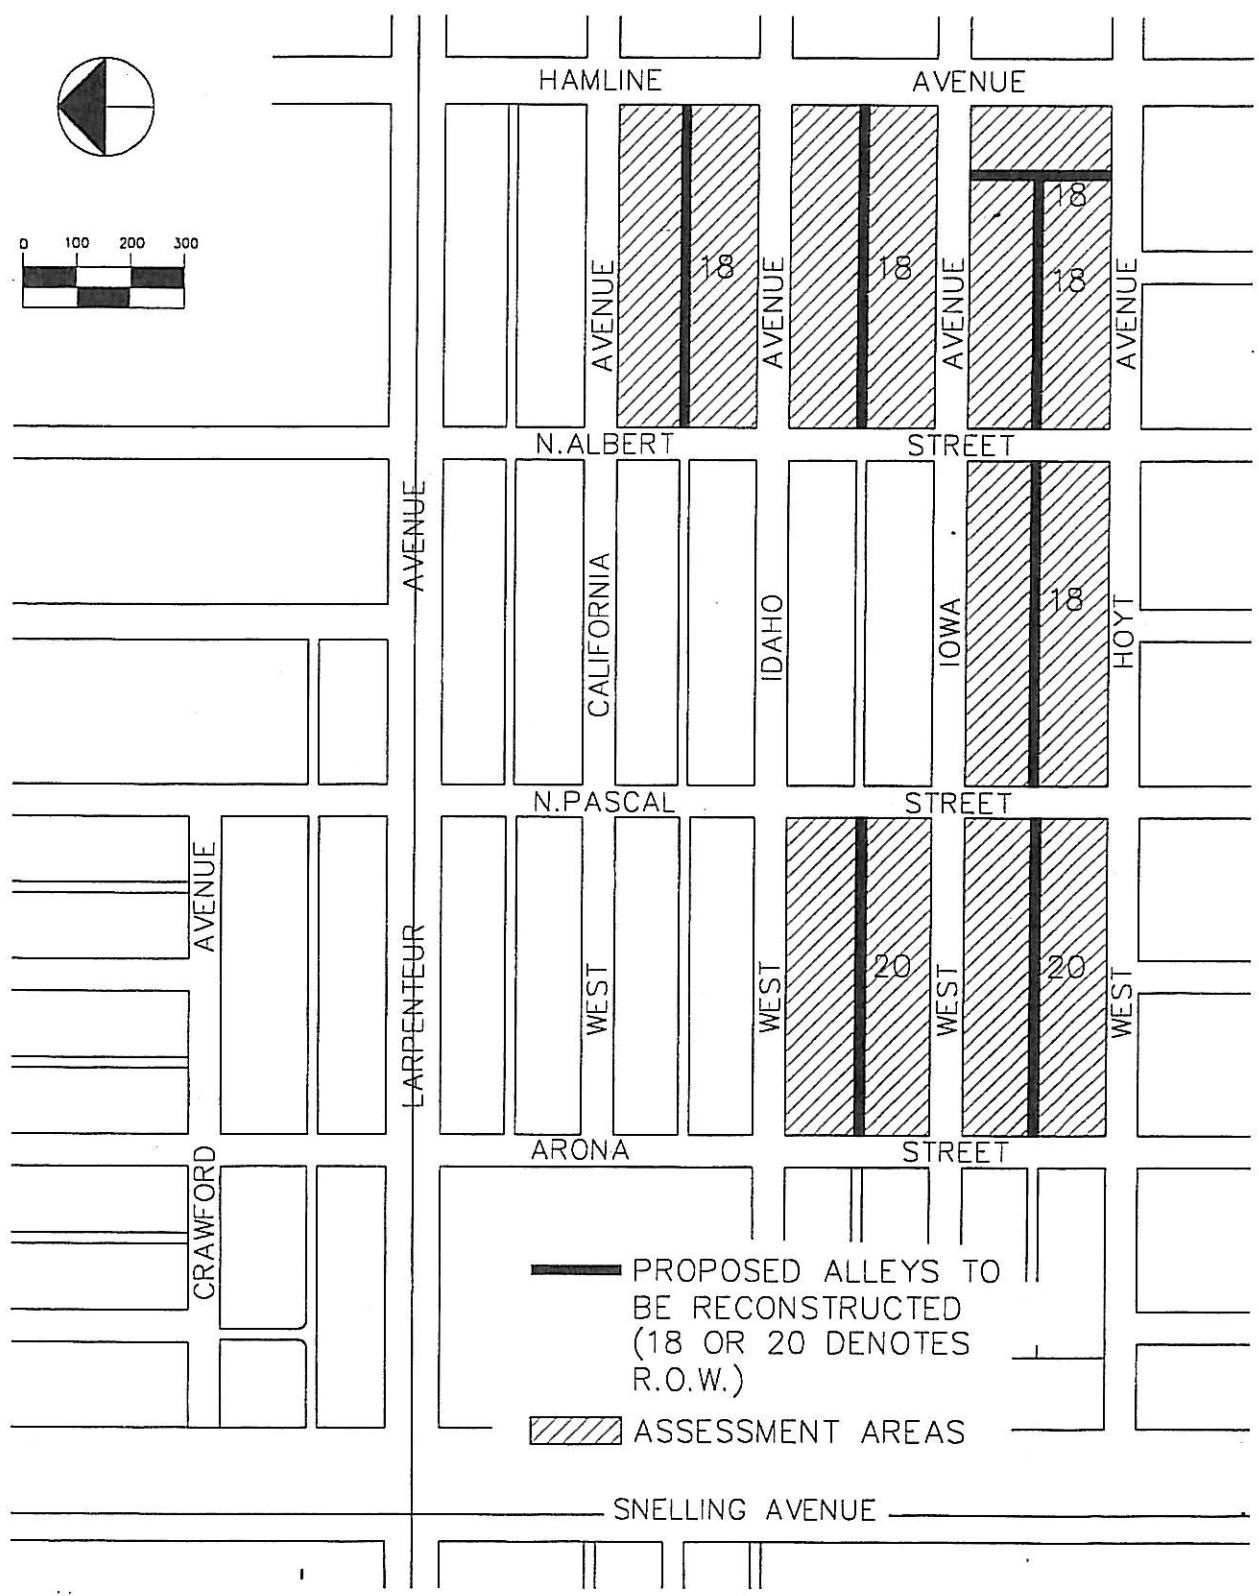 HAMLINE AVENUE
0 100 200 300
18
18
18
18
AVENUE
AVENUE
AVENUE
AVENUE
N.ALBERT STREET
AVENUE
CALIFORNIA
IDAHO
IOWA
HOYT
18
N.PASCAL STREET
AVENUE
LARPENTEUR
WEST
WEST
WEST
WEST
20
20
ARONA STREET
CRAWFORD
PROPOSED ALLEYS TO
BE RECONSTRUCTED
(18 OR 20 DENOTES
R.O.W.)
ASSESSMENT AREAS
SNELLING AVENUE